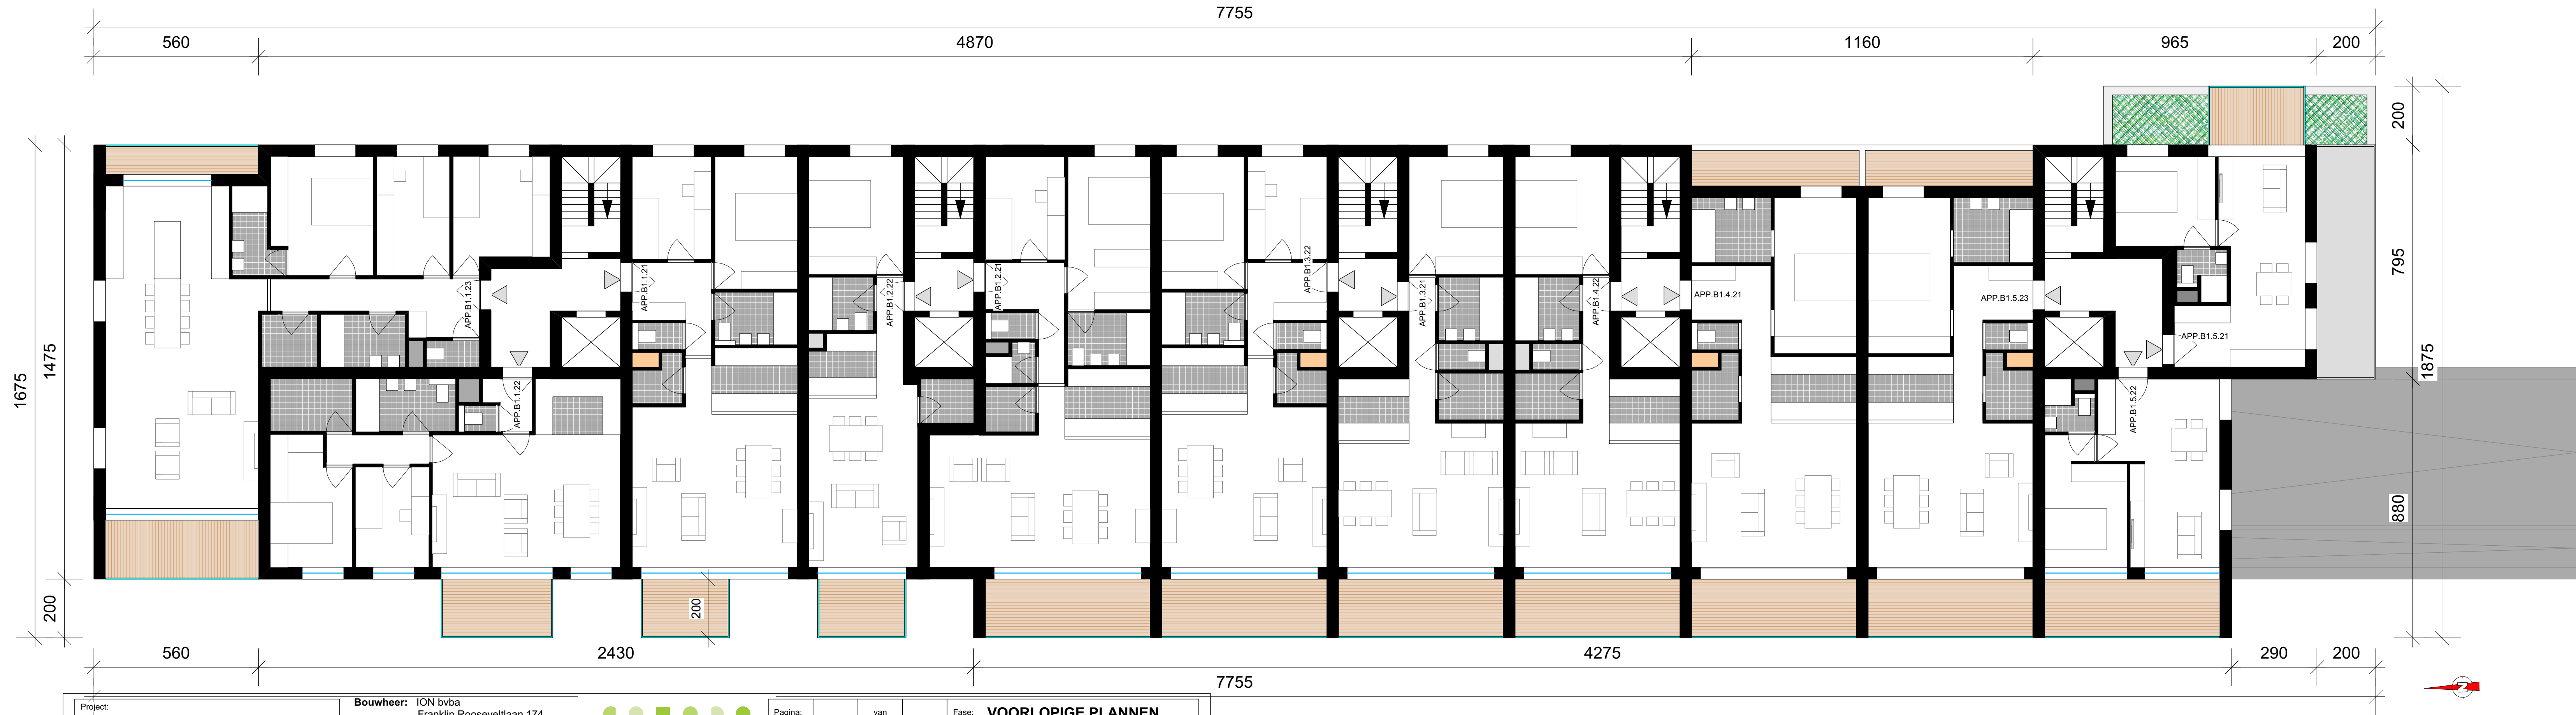 7755
560 4870 1160 965 200
200
1875
795
880
1675
1475
200
200
APP.B1.1.23
APP.B1.1.22
APP.B1.1.21
APP.B1.2.22
APP.B1.2.21
APP.B1.3.22
APP.B1.3.21
APP.B1.4.22
APP.B1.4.21
APP.B1.5.23
APP.B1.5.21
APP.B1.5.22
560 2430 4275 290 200
7755
Project:
Bouwheer: ION bvba
Franklin Rooseveltlaan 174
Pagina: van Fase: VOORLOPIGE PLANNEN